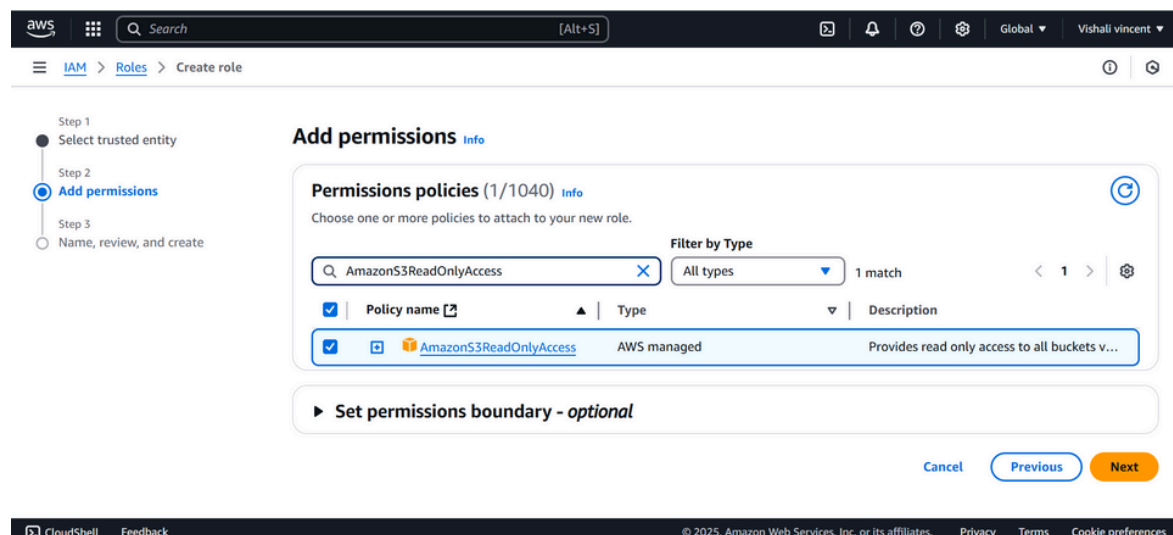 aws Search [Alt+S] Global Vishali vincent
IAM > Roles > Create role
Step 1
Select trusted entity
Step 2
Add permissions
Step 3
Name, review, and create
Add permissions Info
Permissions policies (1/1040) Info
Choose one or more policies to attach to your new role.
Filter by Type
AmazonS3ReadOnlyAccess All types 1 match 1
Policy name Type Description
AmazonS3ReadOnlyAccess AWS managed Provides read only access to all buckets v...
Set permissions boundary - optional
Cancel Previous Next
CloudShell Feedback © 2025, Amazon Web Services, Inc. or its affiliates. Privacy Terms Cookie preferences